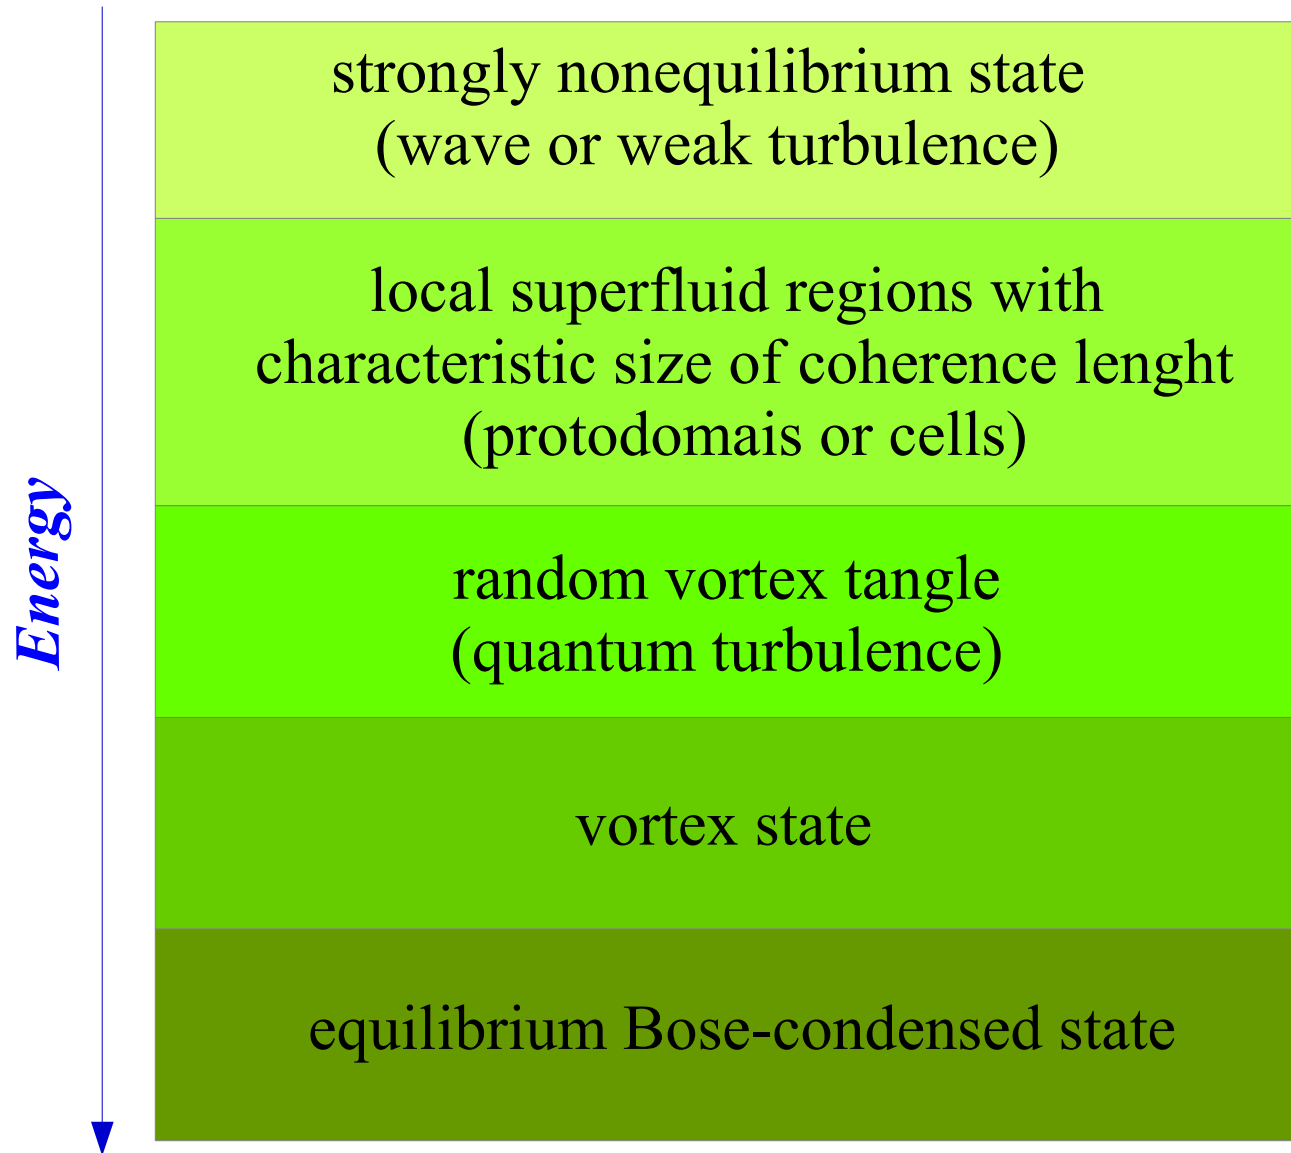 strongly nonequilibrium state
(wave or weak turbulence)
local superfluid regions with
characteristic size of coherence lenght
(protodomais or cells)
Energy
random vortex tangle
(quantum turbulence)
vortex state
equilibrium Bose-condensed state